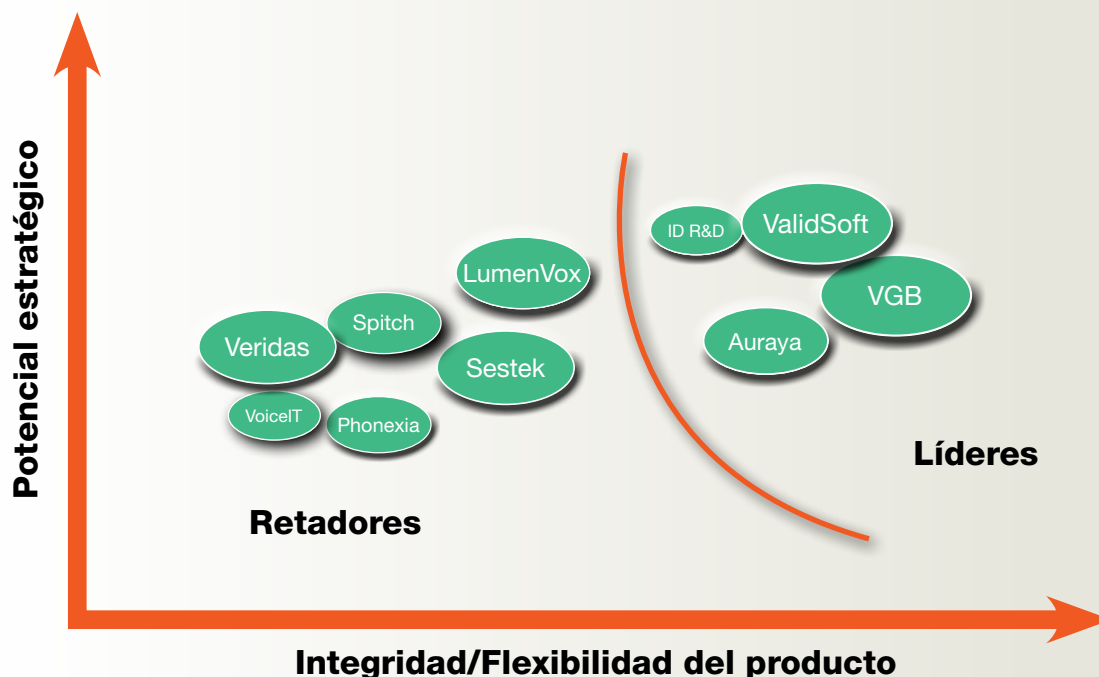 Potencial estratégico
ID R&D
ValidSoft
LumenVox
VGB
Spitch
Veridas
Auraya
Sestek
VoiceIT
Phonexia
Líderes
Retadores
Integridad/Flexibilidad del producto